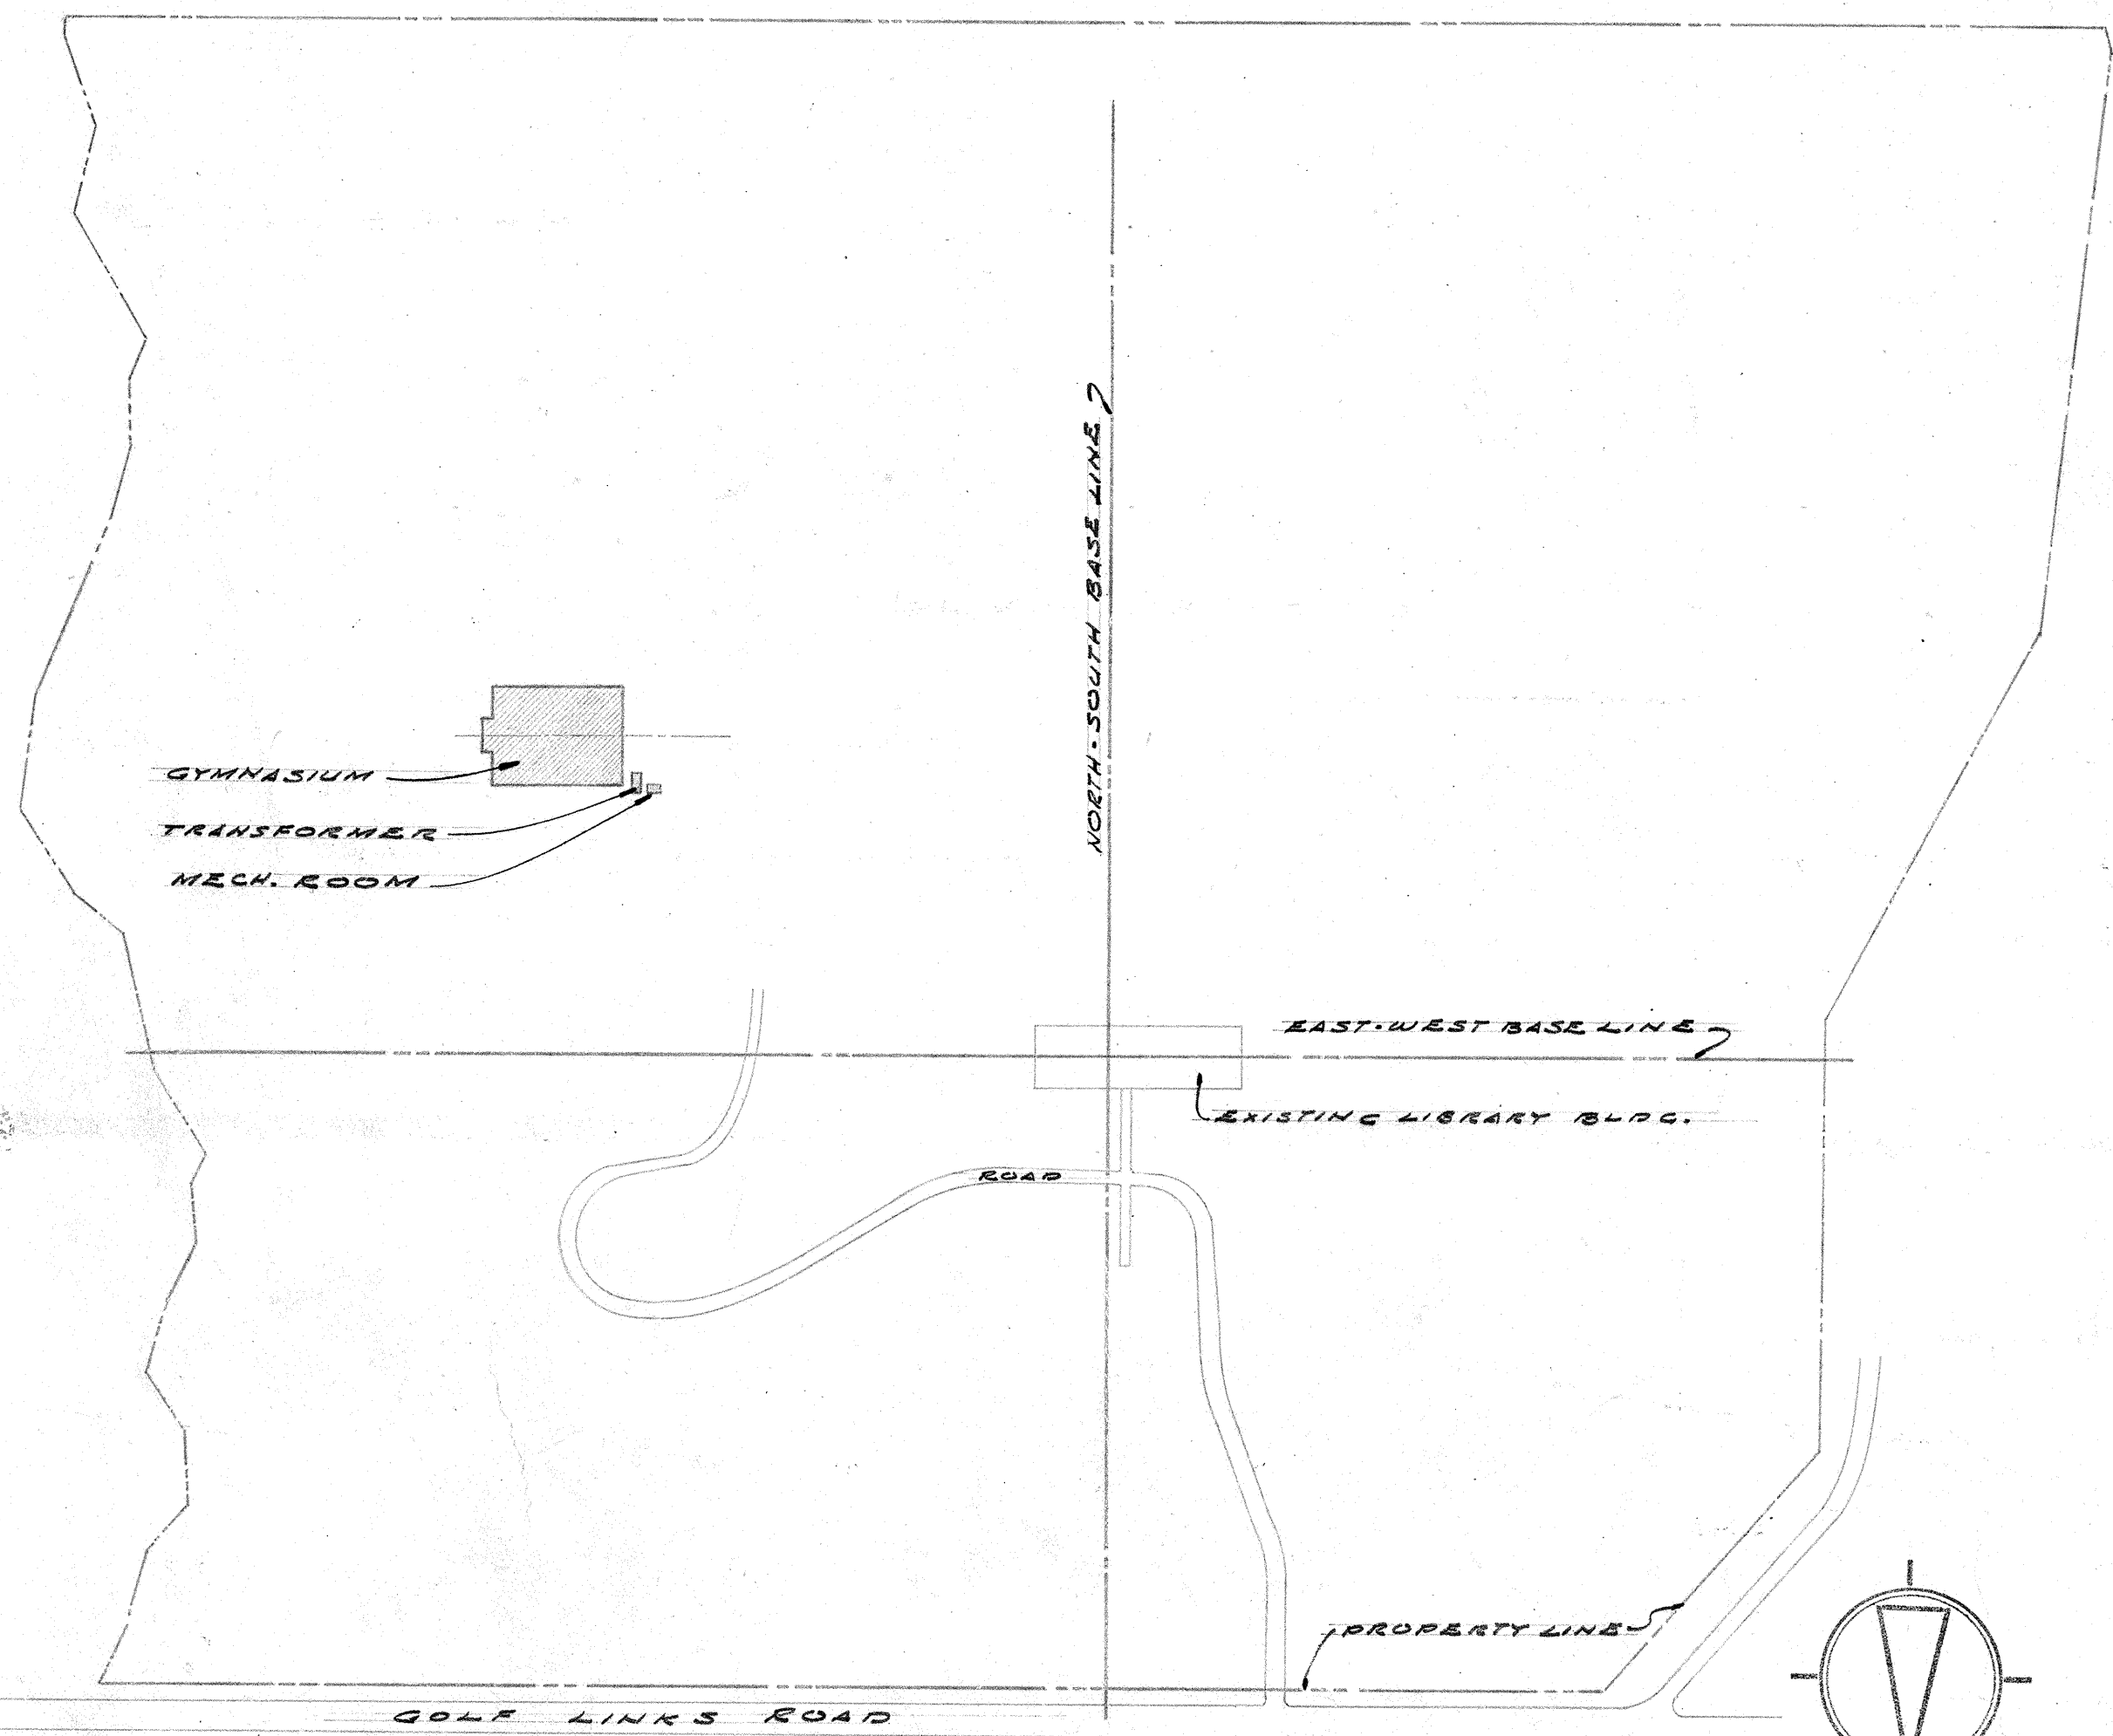 NORTH-SOUTH BASE LINE
GYMNASIUM
TRANSFORMER
MECH. ROOM
EAST-WEST BASE LINE
EXISTING LIBRARY BLDG.
ROAD
PROPERTY LINE
GOLF LINKS ROAD